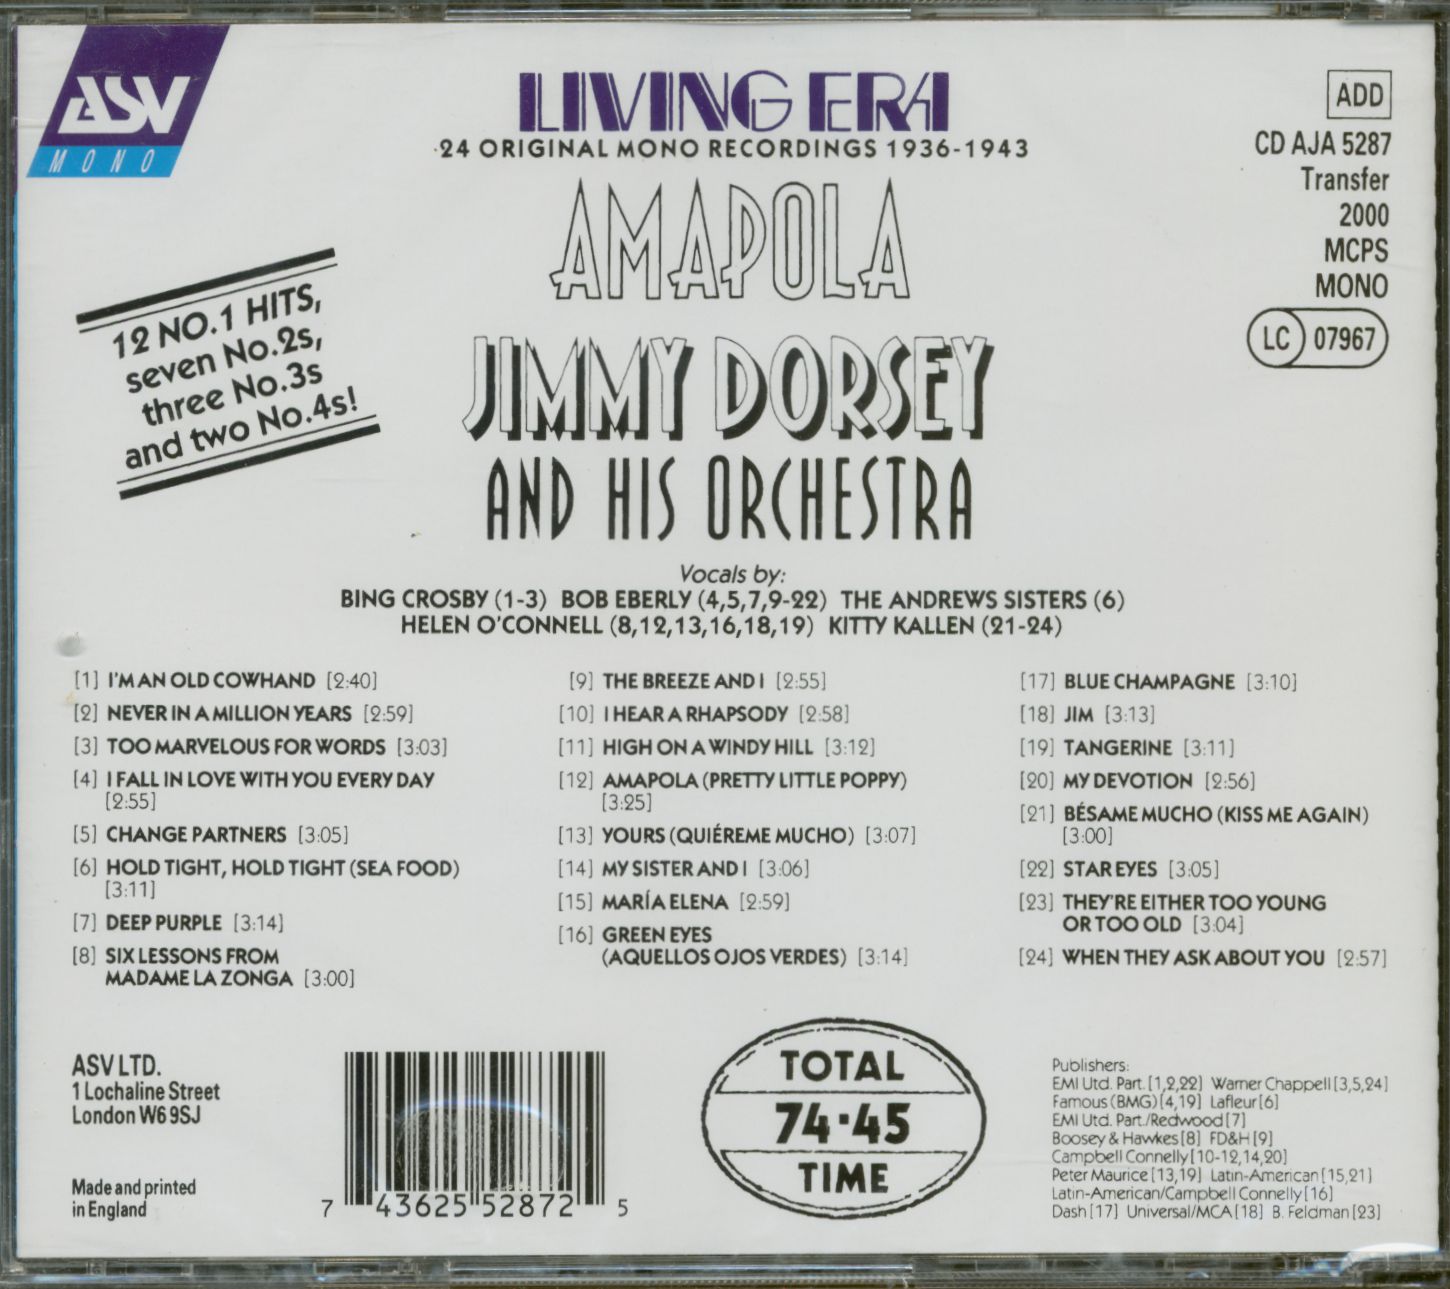 ASV
MONO
LIVING ERA
24 ORIGINAL MONO RECORDINGS 1936-1943
AMAPOLA
JIMMY DORSEY
AND HIS ORCHESTRA
ADD
CD AJA 5287
Transfer
2000
MCPS
MONO
LC 07967
12 NO.1 HITS,
seven No.2s,
three No.3s
and two No.4s!
Vocals by:
BING CROSBY (1-3) BOB EBERLY (4,5,7,9-22) THE ANDREWS SISTERS (6)
HELEN O'CONNELL (8,12,13,16,18,19) KITTY KALLEN (21-24)
[1] I'M AN OLD COWHAND [2:40]
[2] NEVER IN A MILLION YEARS [2:59]
[3] TOO MARVELOUS FOR WORDS [3:03]
[4] I FALL IN LOVE WITH YOU EVERY DAY
[2:55]
[5] CHANGE PARTNERS [3:05]
[6] HOLD TIGHT, HOLD TIGHT (SEA FOOD)
[3:11]
[7] DEEP PURPLE [3:14]
[8] SIX LESSONS FROM
MADAME LA ZONGA [3:00]
[9] THE BREEZE AND I [2:55]
[10] I HEAR A RHAPSODY [2:58]
[11] HIGH ON A WINDY HILL [3:12]
[12] AMAPOLA (PRETTY LITTLE POPPY)
[3:25]
[13] YOURS (QUIÉREME MUCHO) [3:07]
[14] MY SISTER AND I [3:06]
[15] MARÍA ELENA [2:59]
[16] GREEN EYES
(AQUELLOS OJOS VERDES) [3:14]
[17] BLUE CHAMPAGNE [3:10]
[18] JIM [3:13]
[19] TANGERINE [3:11]
[20] MY DEVOTION [2:56]
[21] BÉSAME MUCHO (KISS ME AGAIN)
[3:00]
[22] STAR EYES [3:05]
[23] THEY'RE EITHER TOO YOUNG
OR TOO OLD [3:04]
[24] WHEN THEY ASK ABOUT YOU [2:57]
ASV LTD.
1 Lochaline Street
London W6 9SJ
Made and printed
in England
7 43625 52872 5
TOTAL
74·45
TIME
Publishers:
EMI Utd. Part. [1,2,22] Warner Chappell [3,5,24]
Famous (BMG) [4,19] Lafleur [6]
EMI Utd. Part./Redwood [7]
Boosey & Hawkes [8] FD&H [9]
Campbell Connelly [10-12,14,20]
Peter Maurice [13,19] Latin-American [15,21]
Latin-American/Campbell Connelly [16]
Dash [17] Universal/MCA [18] B. Feldman [23]